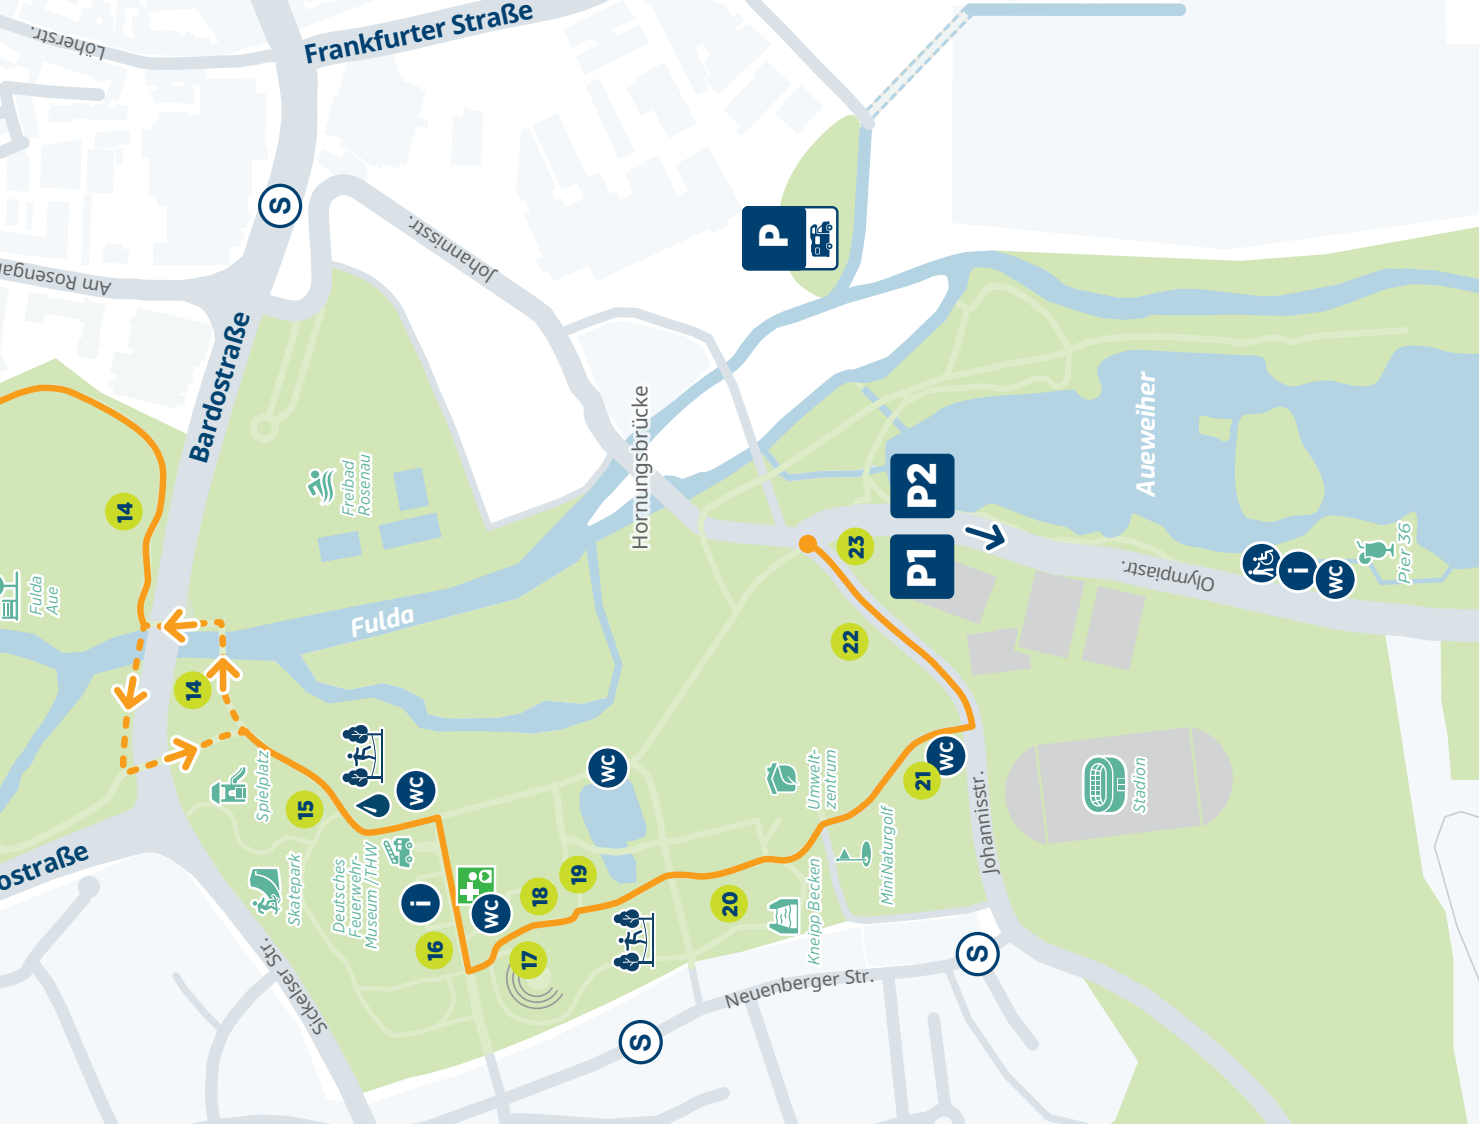 Löherstr.
Frankfurter Straße
S
Am Rosengar
Johannisstr.
P
Bardostraße
Hornungsbrücke
Freibad
Rosenau
14
Fulda
Aue
Fulda
14
Aueweiher
P2
P1
23
22
Olympiastr.
i
WC
Pier 36
Spielplatz
15
WC
WC
Umwelt-
zentrum
21
WC
Stadion
Johannisstr.
MiniNaturgolf
ostraße
Skatepark
Deutsches
Feuerwehr-
Museum /THW
i
WC
16
17
18
19
20
Kneipp Becken
Sickelser Str.
Neuenberger Str.
S
S